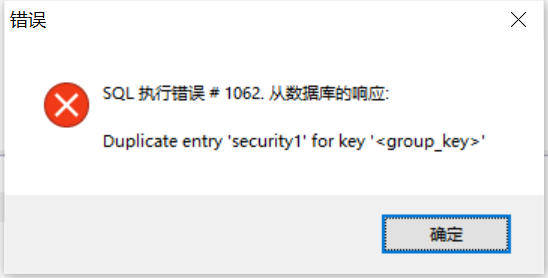 错误
SQL 执行错误 # 1062. 从数据库的响应:
Duplicate entry 'security1' for key '<group_key>'
确定